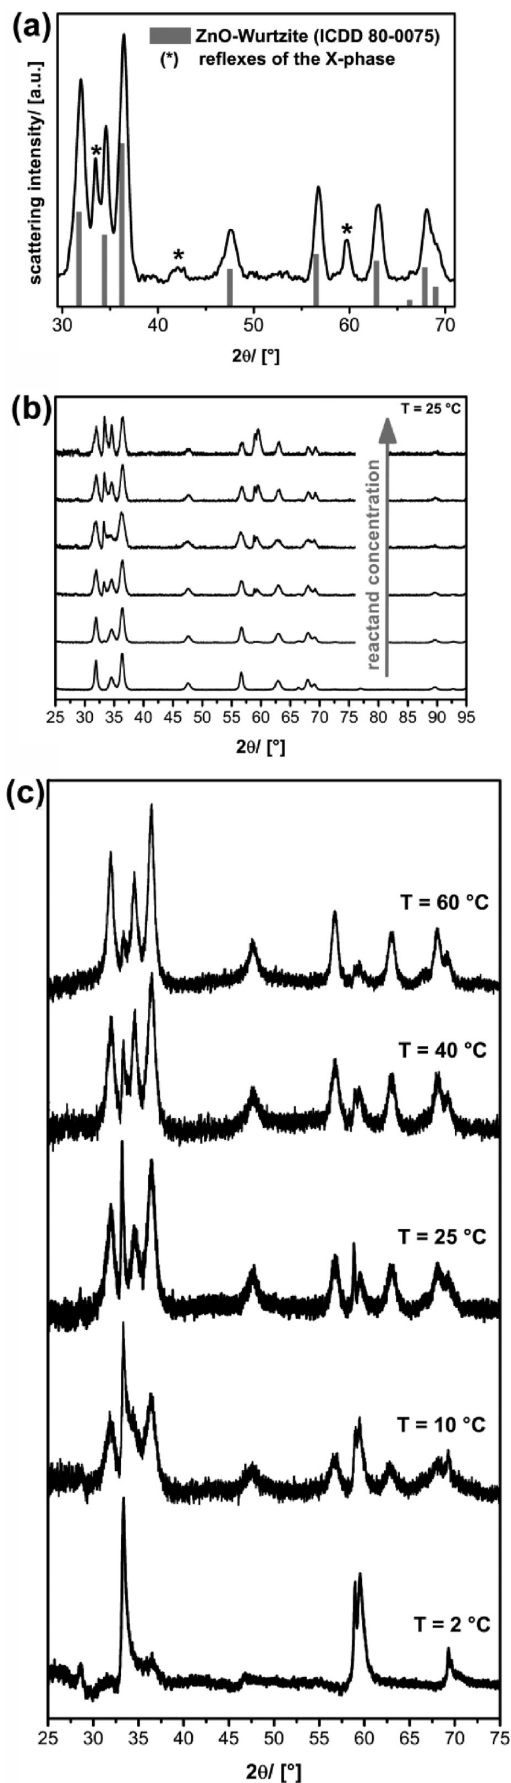 (a)
ZnO-Wurtzite (ICDD 80-0075)
(*) reflexes of the X-phase
scattering intensity/ [a.u.]
*
*
*
30 40 50 60 70
2θ/ [°]
(b)
T = 25 °C
reactand concentration
25 30 35 40 45 50 55 60 65 70 75 80 85 90 95
2θ/ [°]
(c)
T = 60 °C
T = 40 °C
T = 25 °C
T = 10 °C
T = 2 °C
25 30 35 40 45 50 55 60 65 70 75
2θ/ [°]